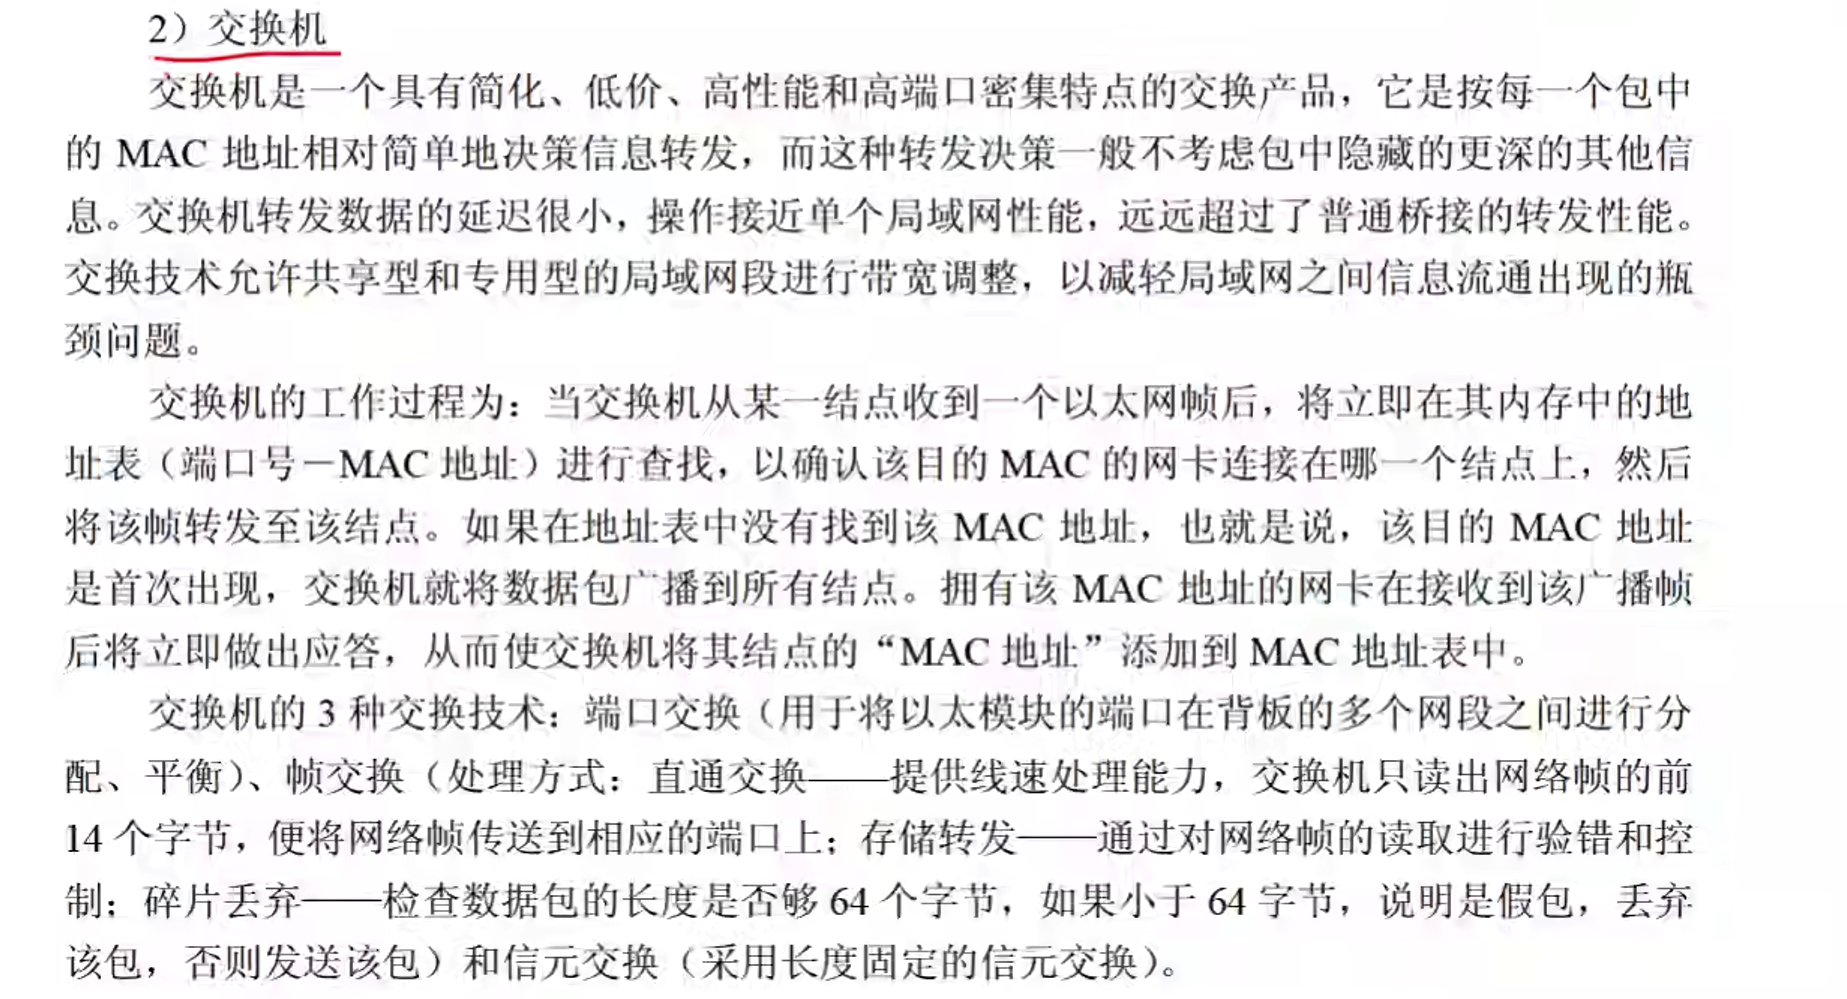 2）交换机
交换机是一个具有简化、低价、高性能和高端口密集特点的交换产品，它是按每一个包中
的 MAC 地址相对简单地决策信息转发，而这种转发决策一般不考虑包中隐藏的更深的其他信
息。交换机转发数据的延迟很小，操作接近单个局域网性能，远远超过了普通桥接的转发性能。
交换技术允许共享型和专用型的局域网段进行带宽调整，以减轻局域网之间信息流通出现的瓶
颈问题。
交换机的工作过程为：当交换机从某一结点收到一个以太网帧后，将立即在其内存中的地
址表（端口号－MAC 地址）进行查找，以确认该目的 MAC 的网卡连接在哪一个结点上，然后
将该帧转发至该结点。如果在地址表中没有找到该 MAC 地址，也就是说，该目的 MAC 地址
是首次出现，交换机就将数据包广播到所有结点。拥有该 MAC 地址的网卡在接收到该广播帧
后将立即做出应答，从而使交换机将其结点的“MAC 地址”添加到 MAC 地址表中。
交换机的 3 种交换技术：端口交换（用于将以太模块的端口在背板的多个网段之间进行分
配、平衡）、帧交换（处理方式：直通交换——提供线速处理能力，交换机只读出网络帧的前
14 个字节，便将网络帧传送到相应的端口上；存储转发——通过对网络帧的读取进行验错和控
制；碎片丢弃——检查数据包的长度是否够 64 个字节，如果小于 64 字节，说明是假包，丢弃
该包，否则发送该包）和信元交换（采用长度固定的信元交换）。